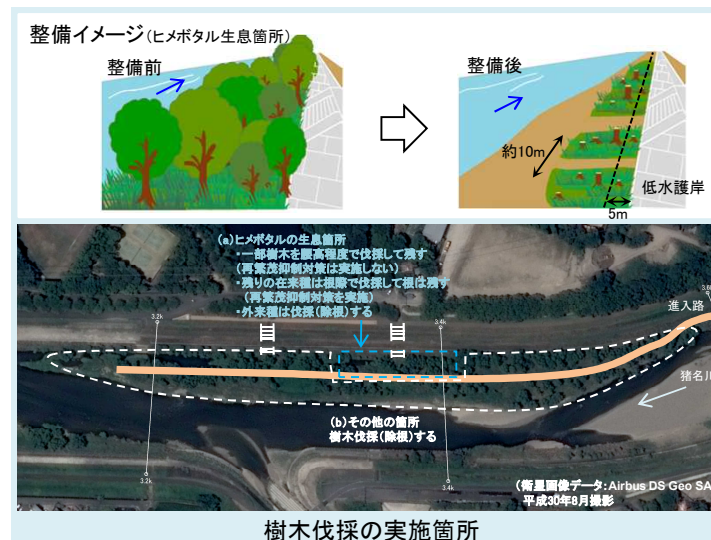 整備イメージ(ヒメボタル生息箇所)
整備前
整備後
約10m
低水護岸
5m
(a)ヒメボタルの生息箇所
・一部樹木を腰高程度で伐採して残す
(再繁茂抑制対策は実施しない)
・残りの在来種は根際で伐採して根は残す
(再繁茂抑制対策を実施)
・外来種は伐採(除根)する
3.2k
3.4k
3.6
進入路
猪名川
(b)その他の箇所
樹木伐採(除根)する
3.2k
3.4k
(衛星画像データ:Airbus DS Geo SA
平成30年8月撮影
樹木伐採の実施箇所